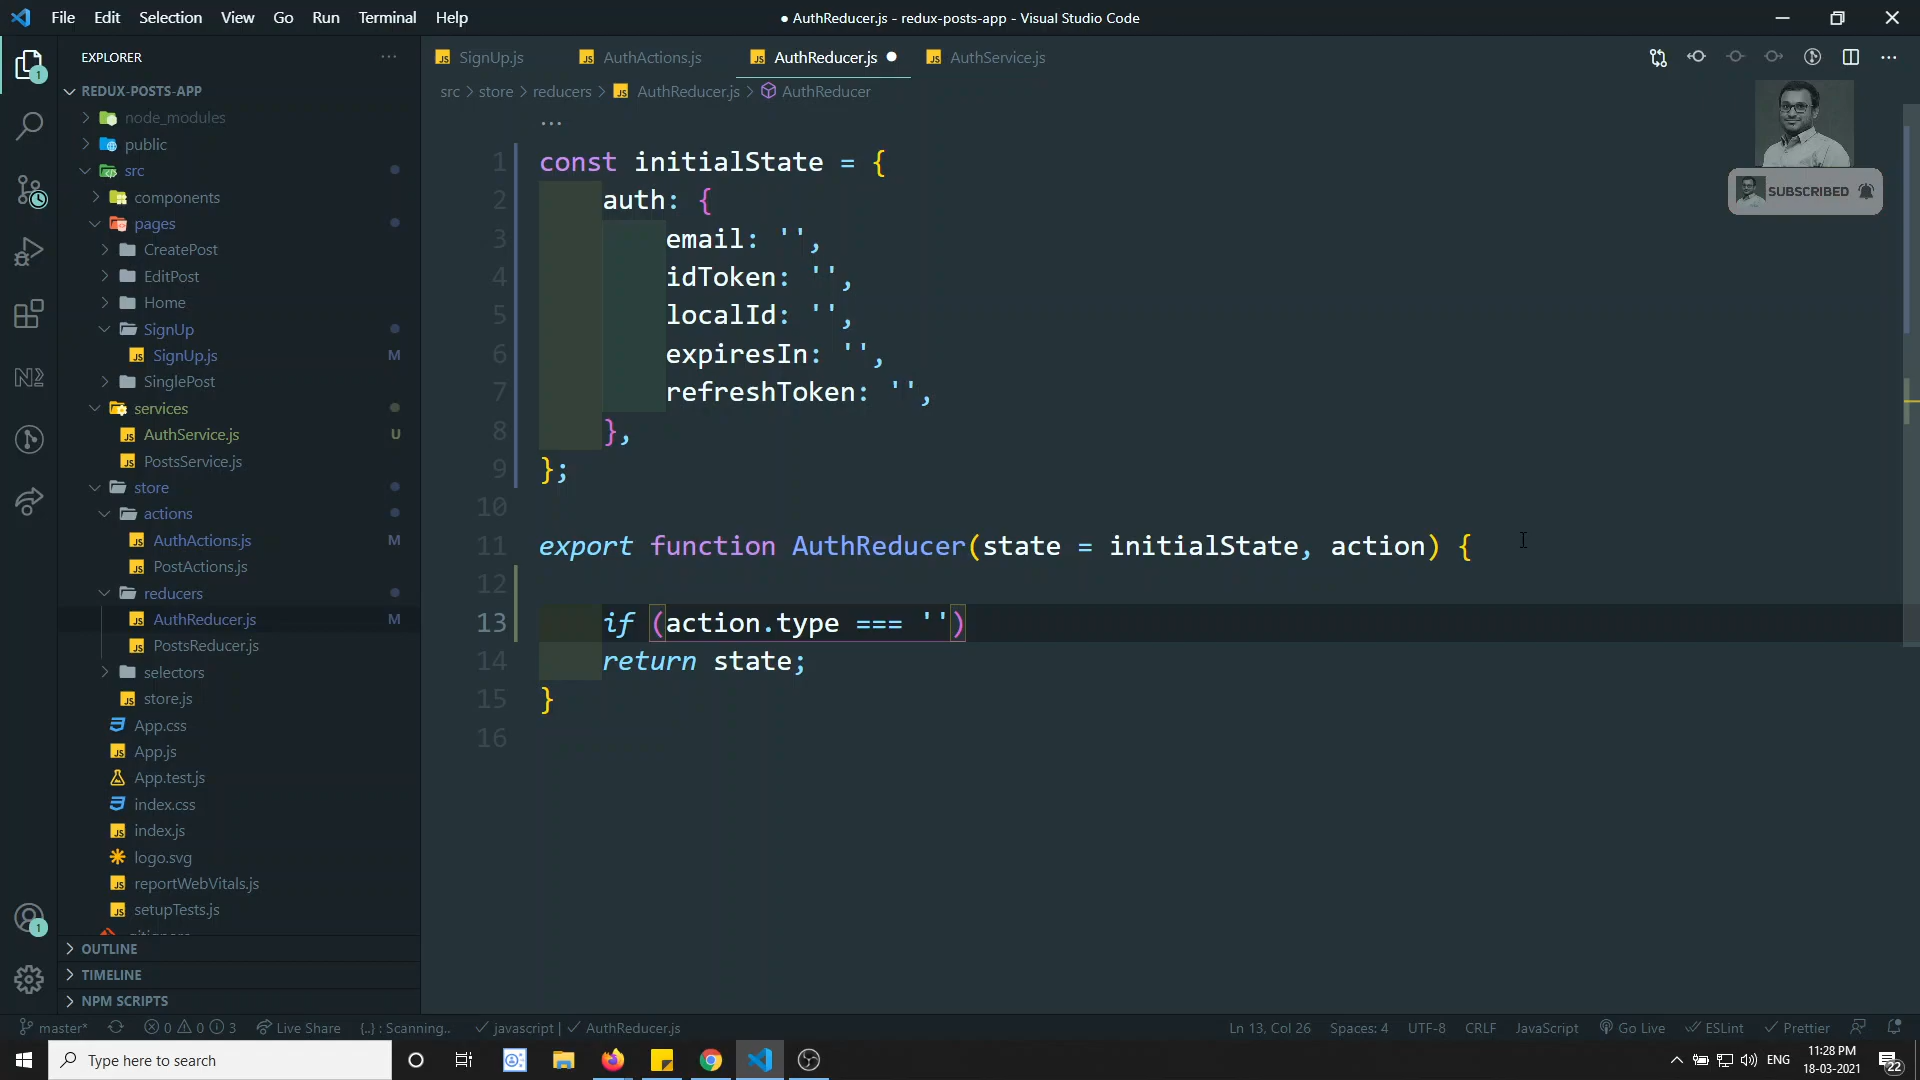 File Edit Selection View Go Run Terminal Help
● AuthReducer.js - redux-posts-app - Visual Studio Code
EXPLORER
REDUX-POSTS-APP
node_modules
public
src
components
pages
CreatePost
EditPost
Home
SignUp
SignUp.js M
SinglePost
services
AuthService.js U
PostsService.js
store
actions
AuthActions.js M
PostActions.js
reducers
AuthReducer.js M
PostsReducer.js
selectors
store.js
App.css
App.js
App.test.js
index.css
index.js
logo.svg
reportWebVitals.js
setupTests.js
.gitignore
OUTLINE
TIMELINE
NPM SCRIPTS
SignUp.js AuthActions.js AuthReducer.js ● AuthService.js
src > store > reducers > AuthReducer.js > AuthReducer
...
1 const initialState = {
2 auth: {
3 email: '',
4 idToken: '',
5 localId: '',
6 expiresIn: '',
7 refreshToken: '',
8 },
9 };
10
11 export function AuthReducer(state = initialState, action) {
12
13 if (action.type === '')
14 return state;
15 }
16
SUBSCRIBED
master* 0 0 3 Live Share {..} : Scanning.. javascript | AuthReducer.js
Ln 13, Col 26 Spaces: 4 UTF-8 CRLF JavaScript Go Live ESLint Prettier
Type here to search
ENG
11:28 PM
18-03-2021
22